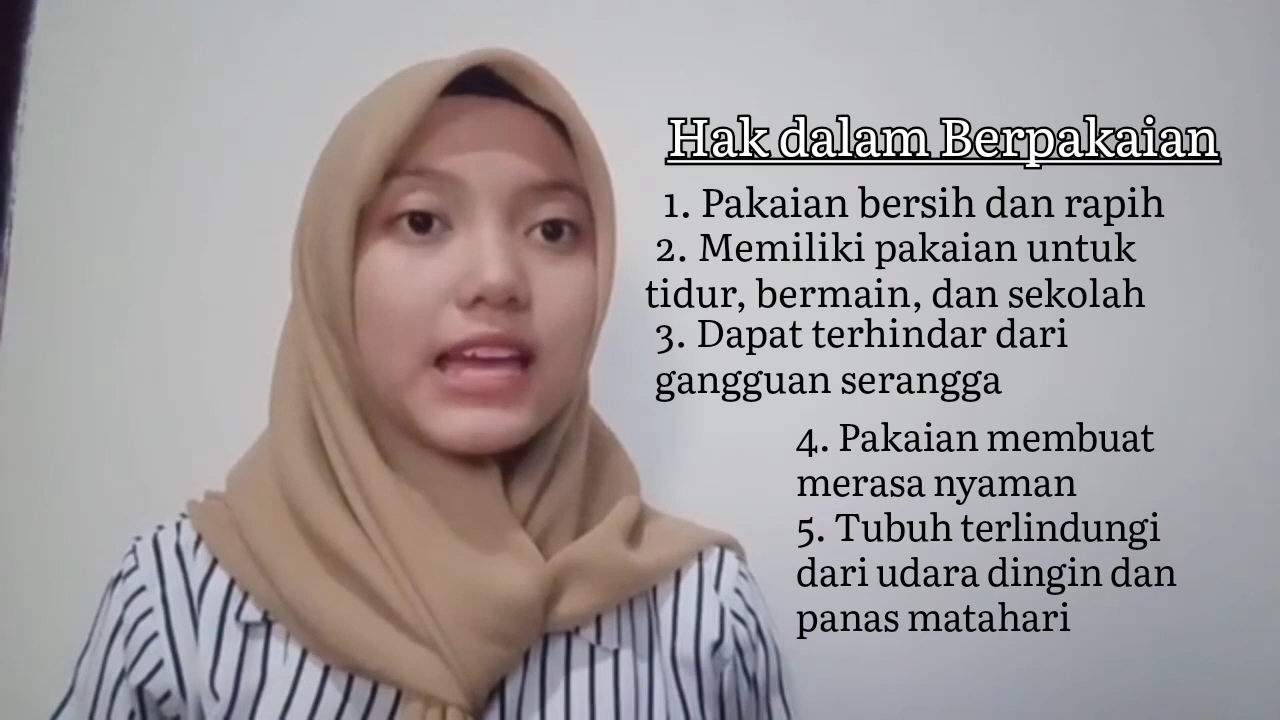 Hak dalam Berpakaian
1. Pakaian bersih dan rapih
2. Memiliki pakaian untuk
tidur, bermain, dan sekolah
3. Dapat terhindar dari
gangguan serangga
4. Pakaian membuat
merasa nyaman
5. Tubuh terlindungi
dari udara dingin dan
panas matahari